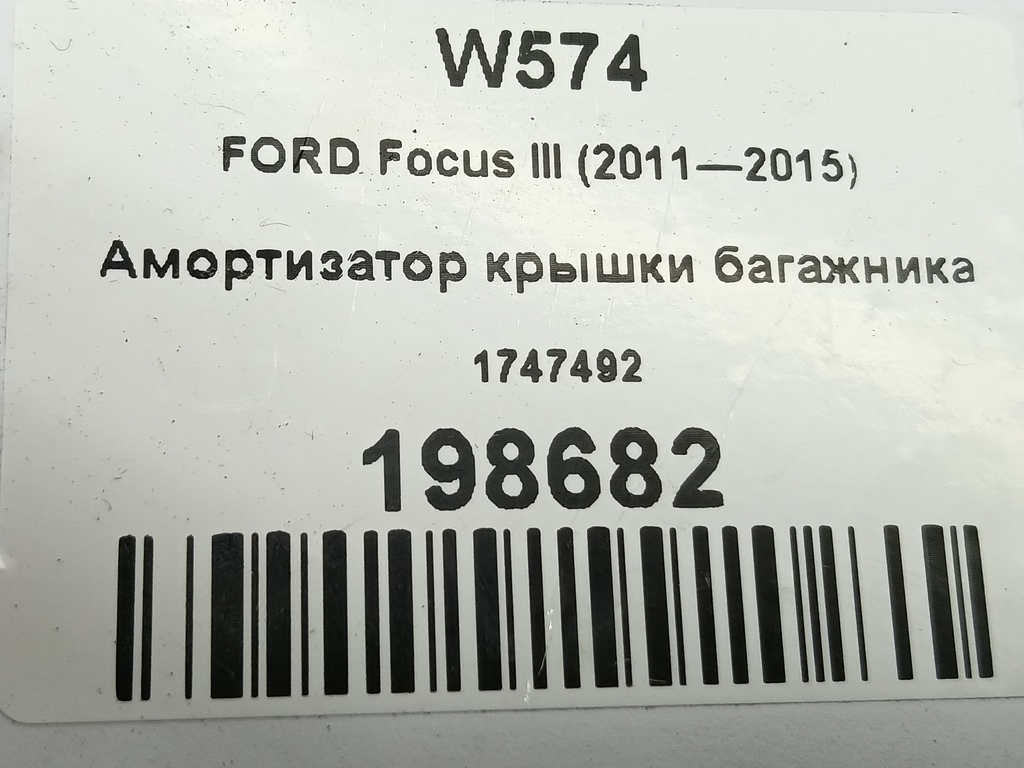 W574
FORD Focus III (2011—2015)
Амортизатор крышки багажника
1747492
198682